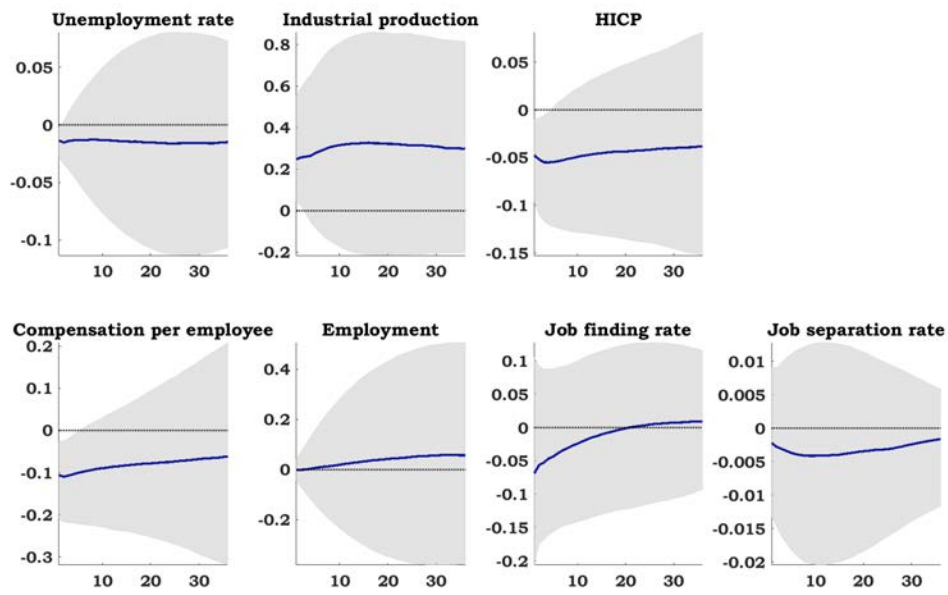 Unemployment rate
0.05
0
-0.05
-0.1
10 20 30
Industrial production
0.8
0.6
0.4
0.2
0
-0.2
10 20 30
HICP
0.05
0
-0.05
-0.1
-0.15
10 20 30
Compensation per employee
0.2
0.1
0
-0.1
-0.2
-0.3
10 20 30
Employment
0.4
0.2
0
-0.2
10 20 30
Job finding rate
0.1
0.05
0
-0.05
-0.1
-0.15
-0.2
10 20 30
Job separation rate
0.01
0.005
0
-0.005
-0.01
-0.015
-0.02
10 20 30